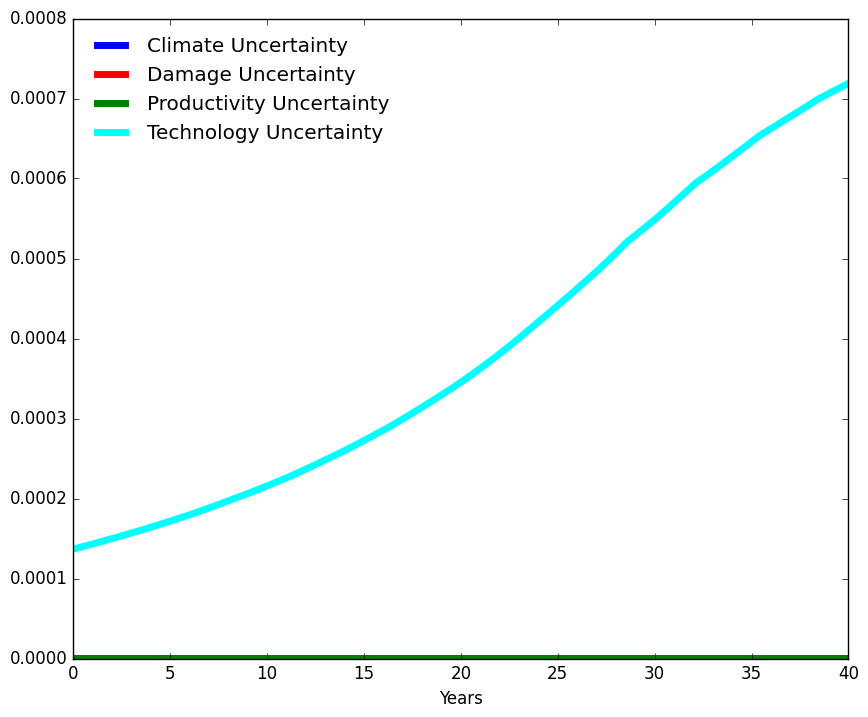 0.0008
Climate Uncertainty
Damage Uncertainty
0.0007
Productivity Uncertainty
Technology Uncertainty
0.0006
0.0005
0.0004
0.0003
0.0002
0.0001
0.0000
0 5 10 15 20 25 30 35 40
Years